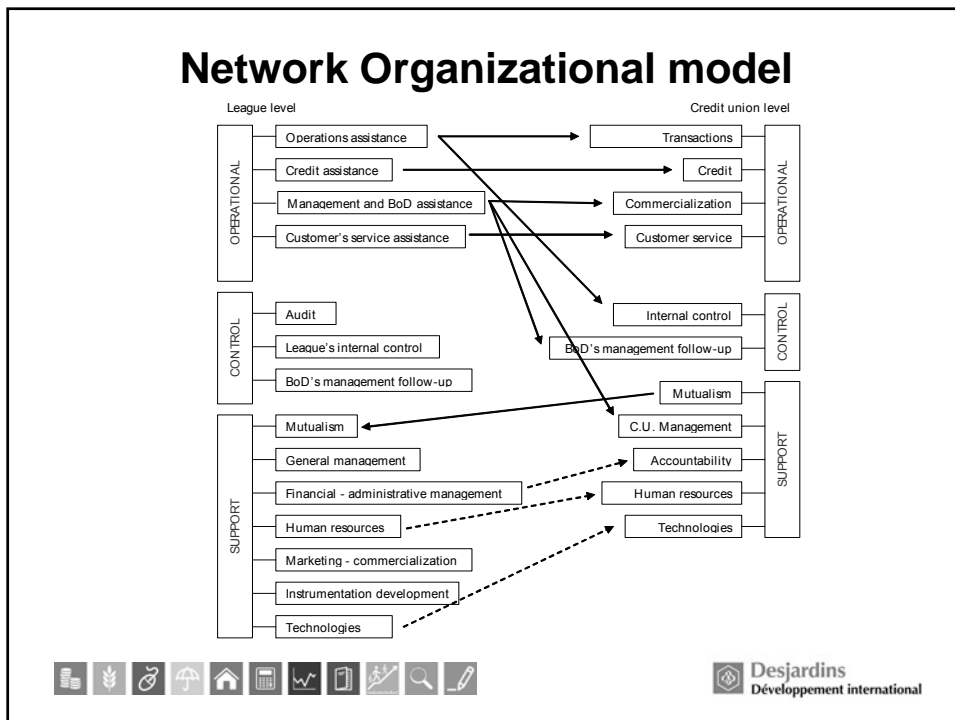 Network Organizational model
League level
Credit union level
OPERATIONAL
Operations assistance
Credit assistance
Management and BoD assistance
Customer's service assistance
CONTROL
Audit
League's internal control
BoD's management follow-up
SUPPORT
Mutualism
General management
Financial - administrative management
Human resources
Marketing - commercialization
Instrumentation development
Technologies
Transactions
Credit
Commercialization
Customer service
OPERATIONAL
Internal control
BoD's management follow-up
CONTROL
Mutualism
C.U. Management
Accountability
Human resources
Technologies
SUPPORT
Desjardins
Développement international